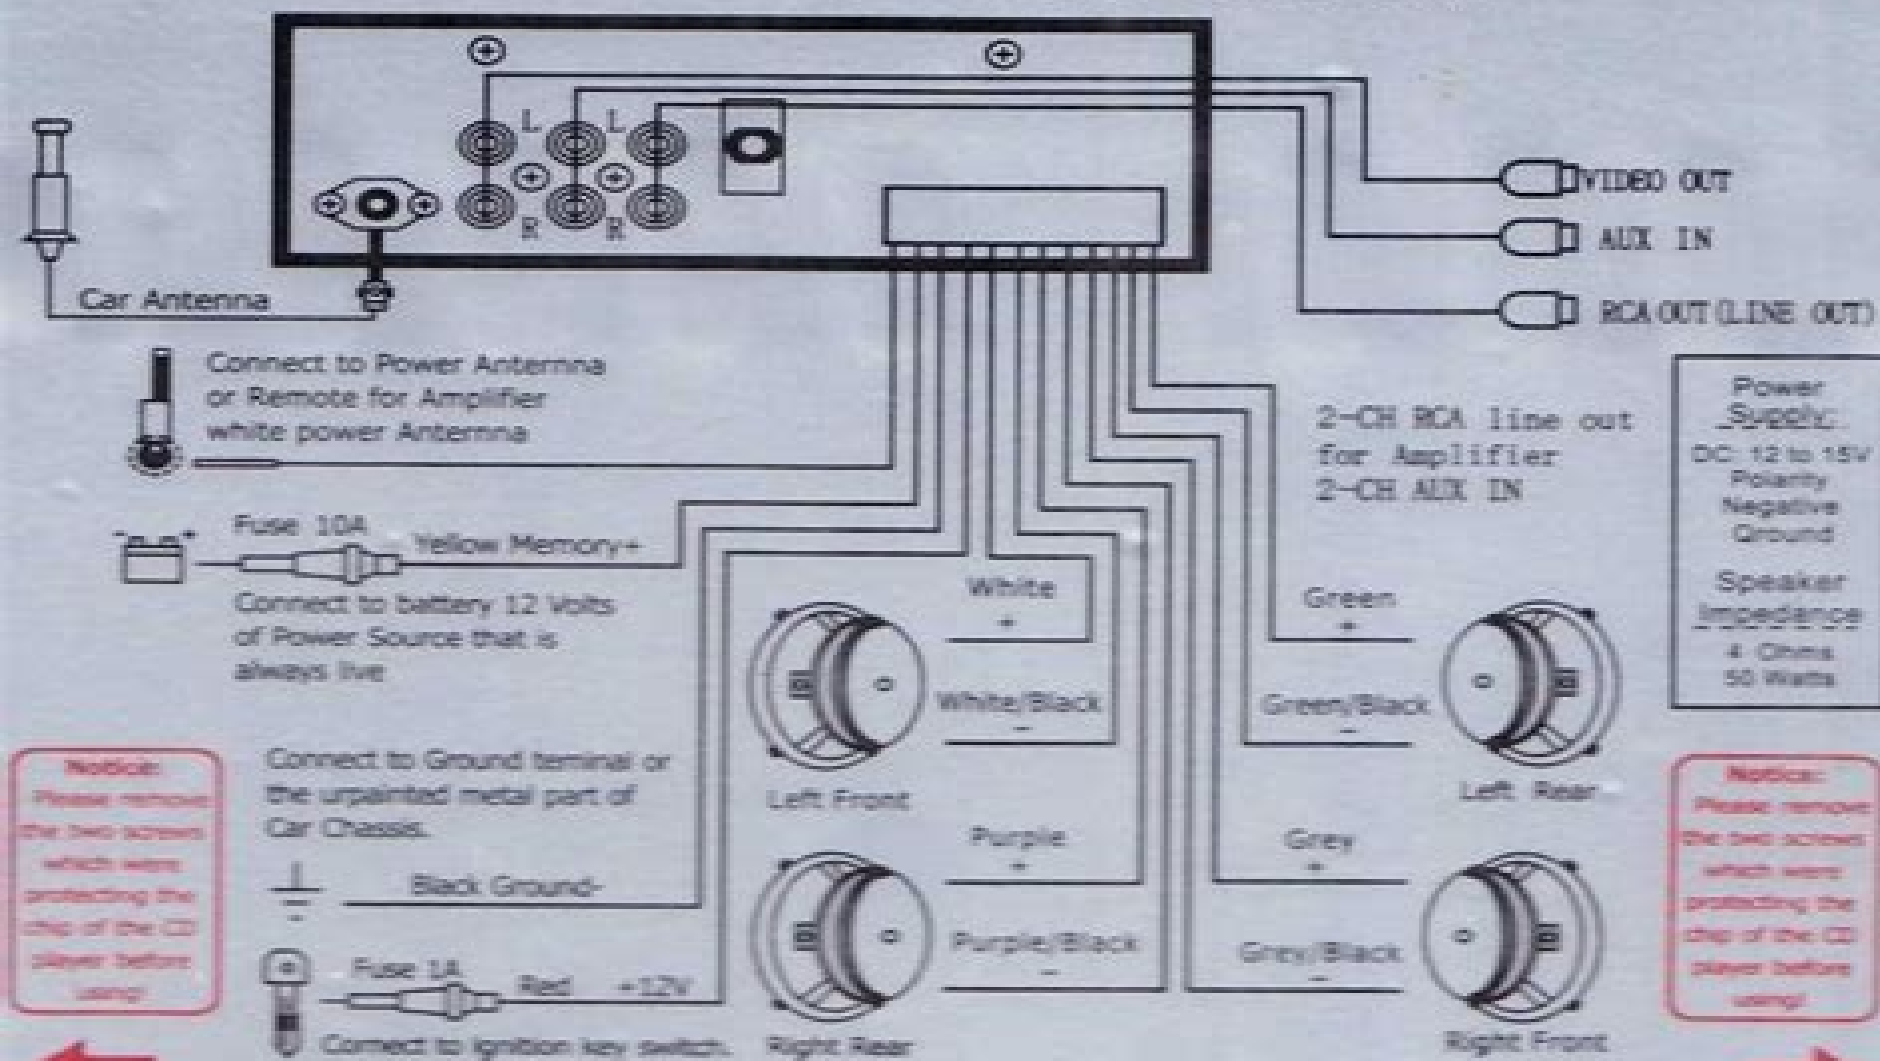 L
L
R
R
VIDEO OUT
AUX IN
RCA OUT (LINE OUT)
Car Antenna
Connect to Power Anternna
or Remote for Amplifier
white power Anternna
Fuse 10A
Yellow Memory+
- +
Connect to battery 12 Volts
of Power Source that is
always live
2-CH RCA line out
for Amplifier
2-CH AUX IN
Power
Supply:
DC: 12 to 15V
Polarity
Negative
Qround
Speaker
Impedance
4 Ohms
50 Watts
White
+
White/Black
-
Left Front
Green
+
Green/Black
-
Left Rear
Notice:
Please remove
the two screws
which were
protecting the
chip of the CD
player before
using!
Connect to Ground teminal or
the urpainted metal part of
Car Chassis.
Black Ground-
Fuse 1A
Red +12V
Connect to ignition key switch.
Purple
+
Purple/Black
-
Right Rear
Grey
+
Grey/Black
-
Right Front
Notice:
Please remove
the two screws
which were
protecting the
chip of the CD
player before
using!